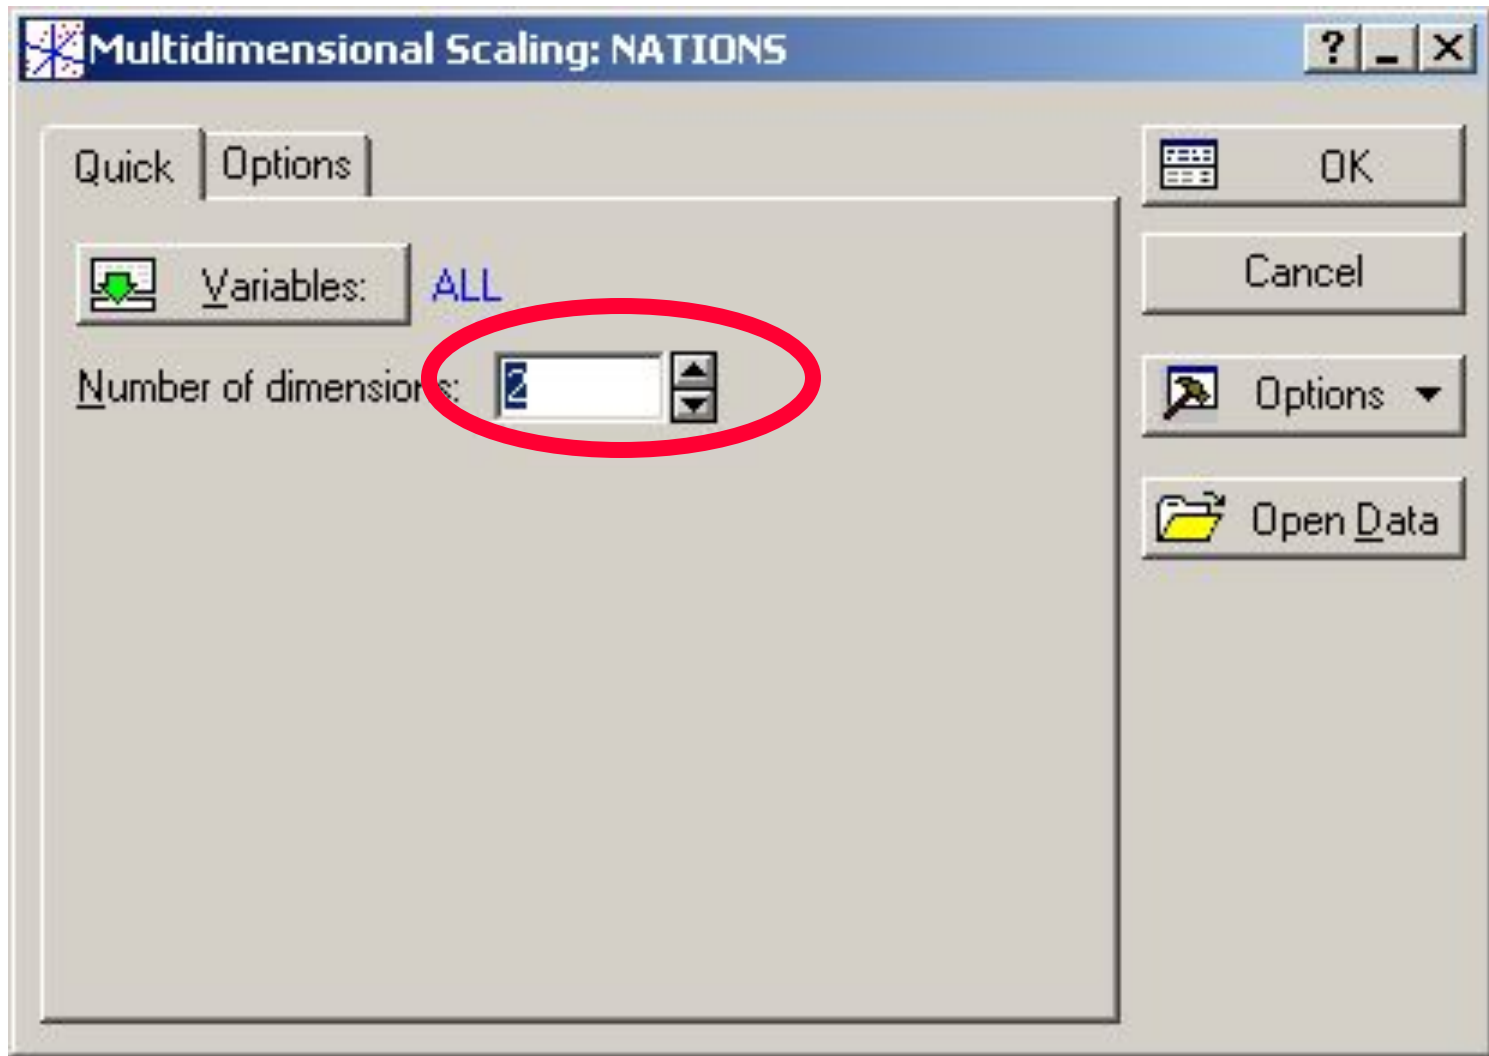 Multidimensional Scaling: NATIONS
Quick Options
Variables: ALL
Number of dimensions: 2
OK
Cancel
Options
Open Data